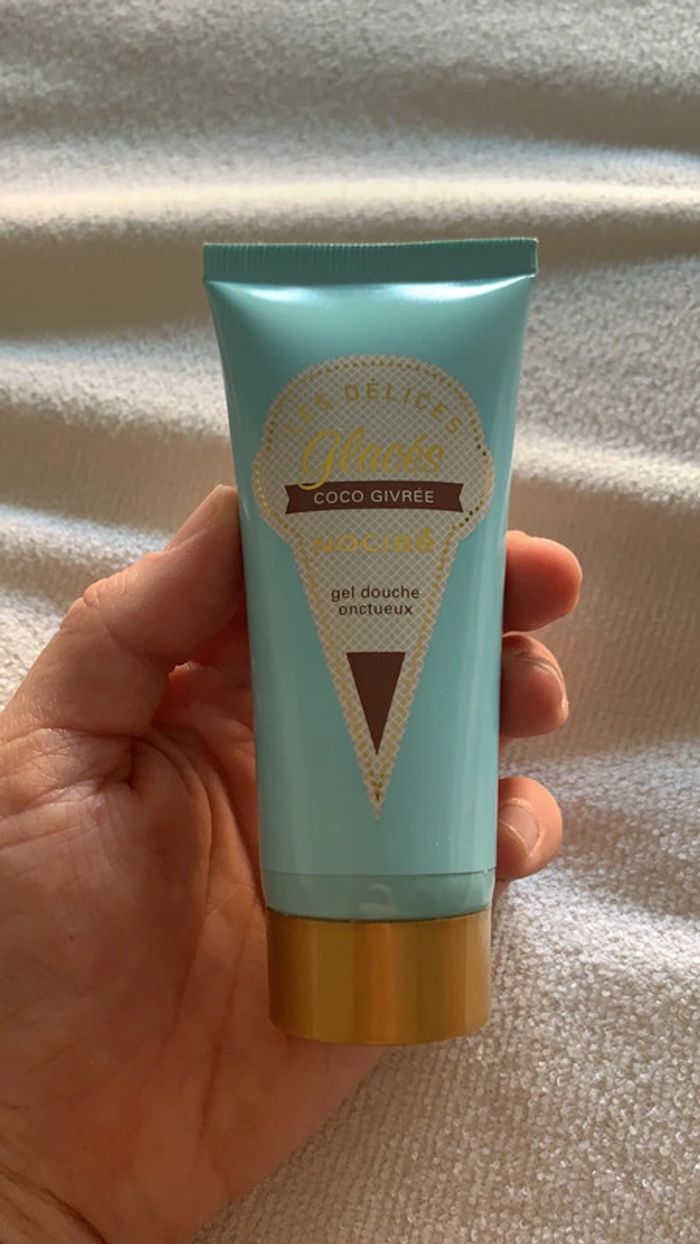 LES DÉLICES
Glacés
COCO GIVRÉE
NOCIBÉ
gel douche
onctueux